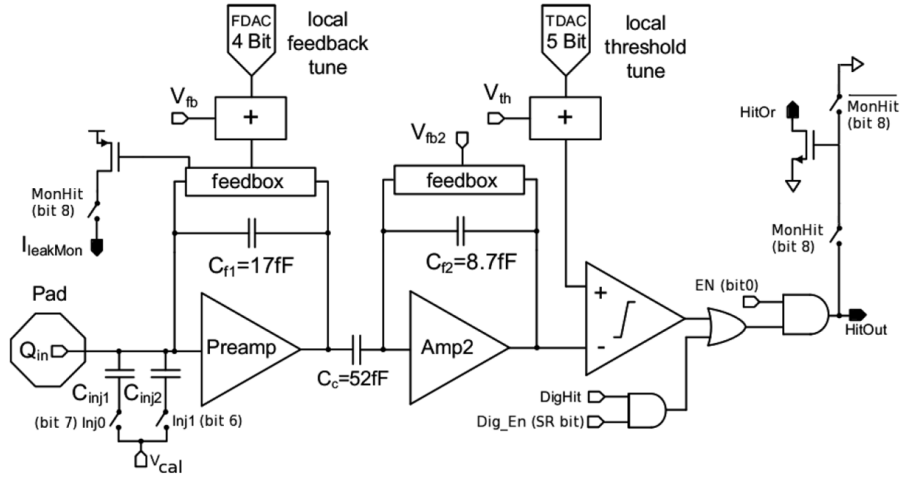 FDAC
4 Bit
local
feedback
tune
TDAC
5 Bit
local
threshold
tune
V_fb
+
V_th
+
V_fb2
HitOr
MonHit
(bit 8)
feedbox
feedbox
MonHit
(bit 8)
I_leakMon
C_f1=17fF
C_f2=8.7fF
MonHit
(bit 8)
Pad
Q_in
Preamp
C_c=52fF
Amp2
+
-
EN (bit0)
HitOut
C_inj1
C_inj2
(bit 7) Inj0
Inj1 (bit 6)
V_cal
DigHit
Dig_En (SR bit)